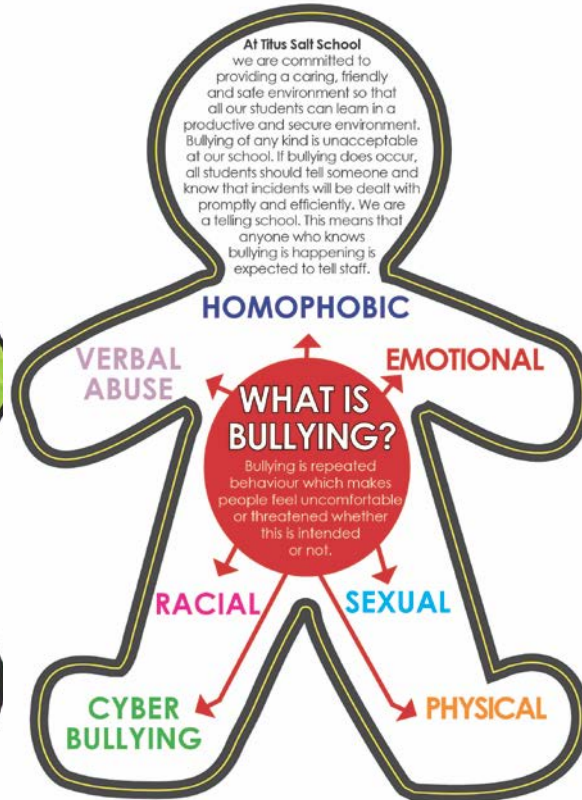 At Titus Salt School
we are committed to
providing a caring, friendly
and safe environment so that
all our students can learn in a
productive and secure environment.
Bullying of any kind is unacceptable
at our school. If bullying does occur,
all students should tell someone and
know that incidents will be dealt with
promptly and efficiently. We are
a telling school. This means that
anyone who knows
bullying is happening is
expected to tell staff.
HOMOPHOBIC
VERBAL
ABUSE
EMOTIONAL
WHAT IS
BULLYING?
Bullying is repeated
behaviour which makes
people feel uncomfortable
or threatened whether
this is intended
or not.
RACIAL
SEXUAL
CYBER
BULLYING
PHYSICAL